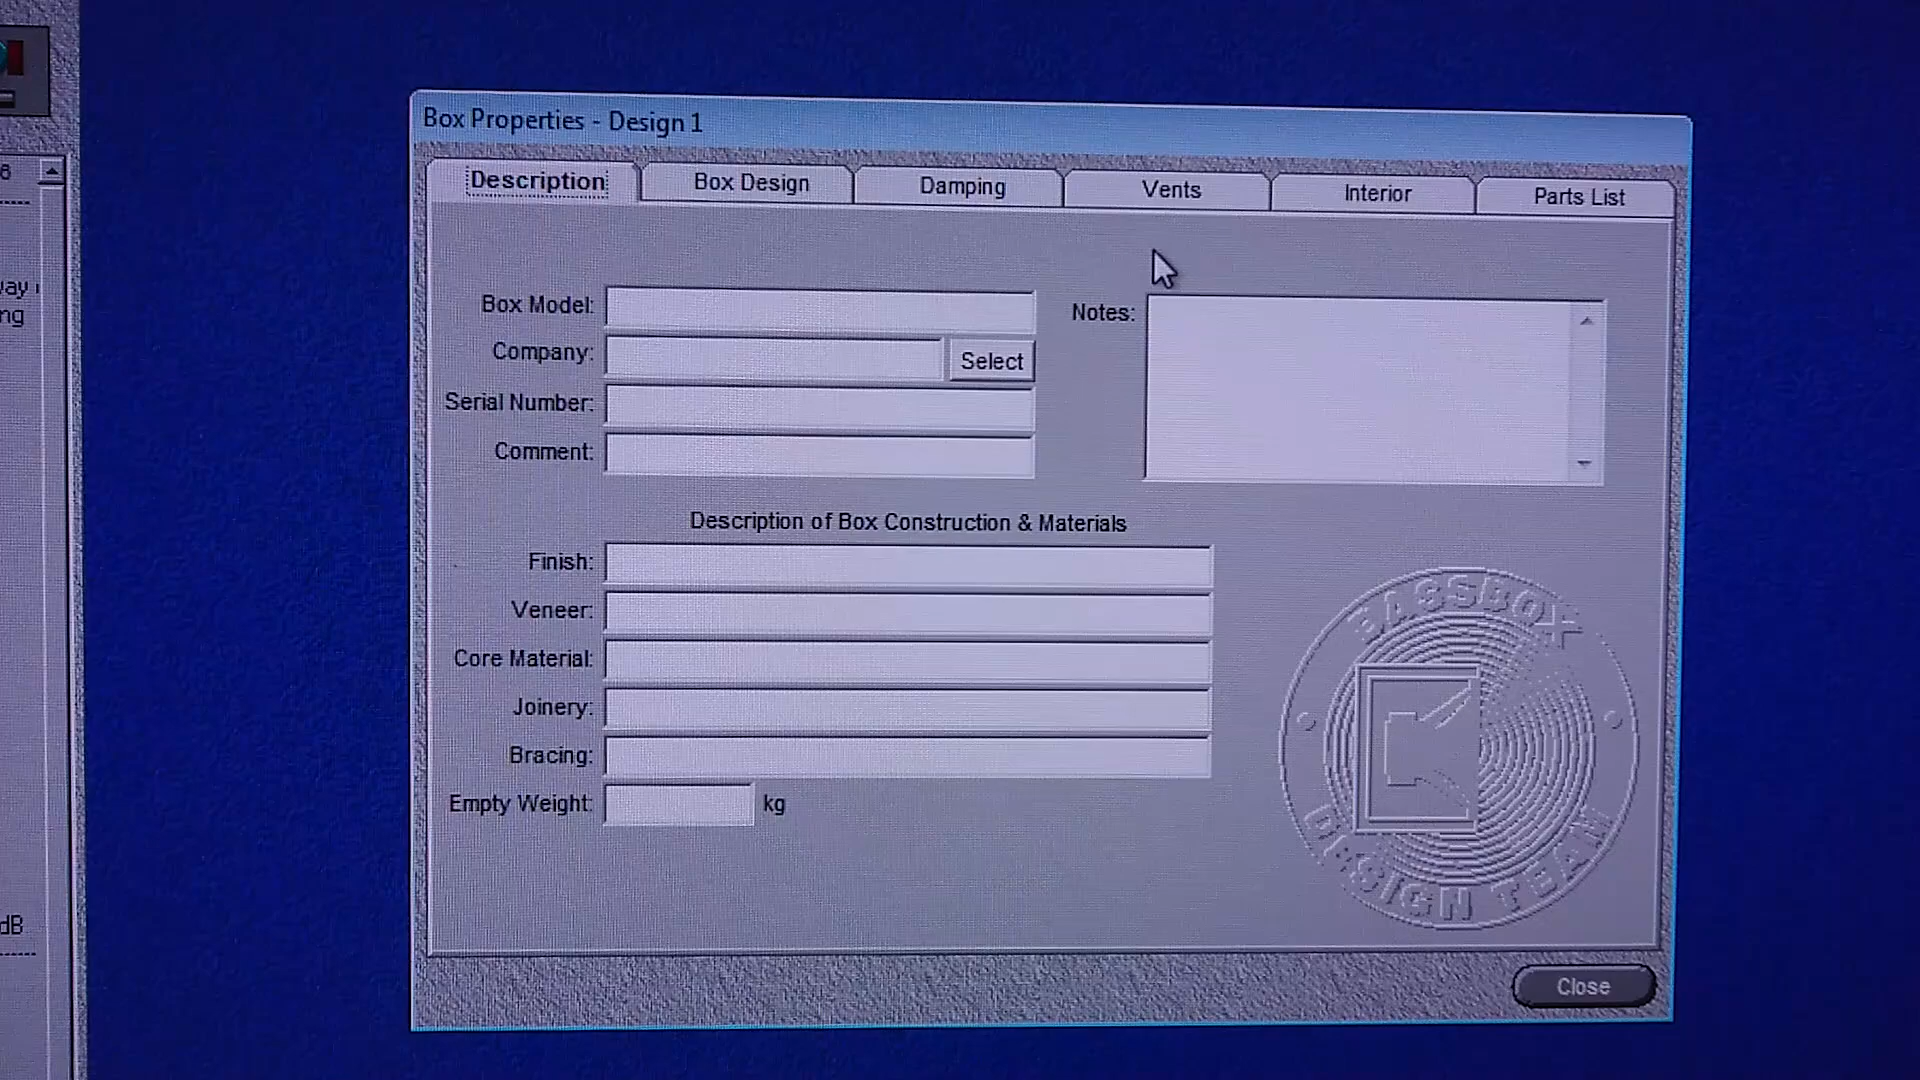 Box Properties - Design 1
Description
Box Design
Damping
Vents
Interior
Parts List
Box Model:
Company:
Select
Serial Number:
Comment:
Notes:
Description of Box Construction & Materials
Finish:
Veneer:
Core Material:
Joinery:
Bracing:
Empty Weight:
kg
BASSBOX
DESIGN TEAM
Close
dB